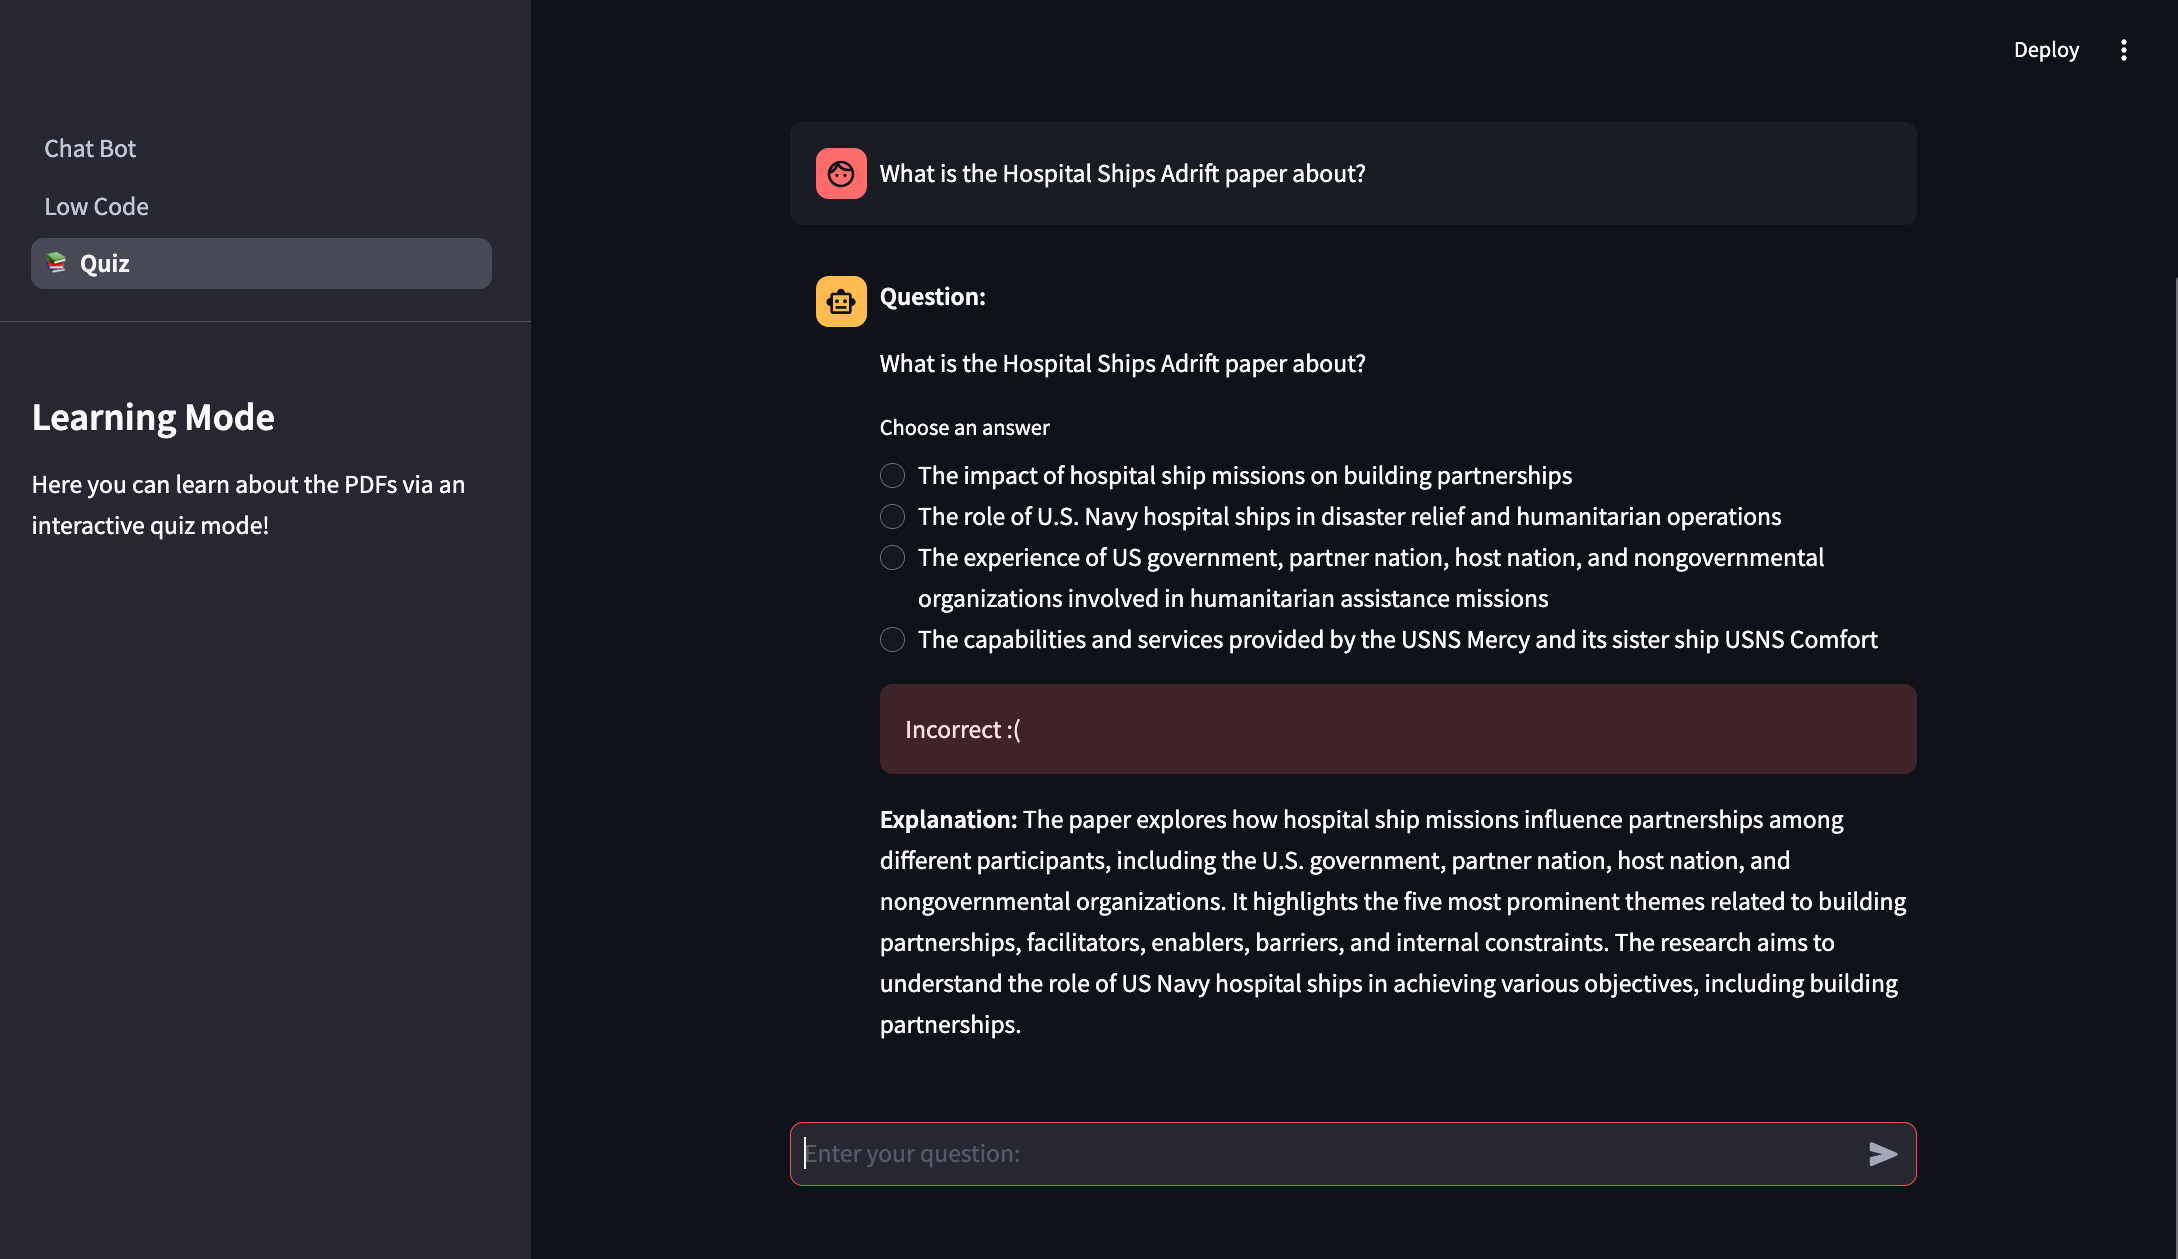 Deploy
Chat Bot
Low Code
Quiz
Learning Mode
Here you can learn about the PDFs via an
interactive quiz mode!
What is the Hospital Ships Adrift paper about?
Question:
What is the Hospital Ships Adrift paper about?
Choose an answer
The impact of hospital ship missions on building partnerships
The role of U.S. Navy hospital ships in disaster relief and humanitarian operations
The experience of US government, partner nation, host nation, and nongovernmental
organizations involved in humanitarian assistance missions
The capabilities and services provided by the USNS Mercy and its sister ship USNS Comfort
Incorrect :(
Explanation: The paper explores how hospital ship missions influence partnerships among
different participants, including the U.S. government, partner nation, host nation, and
nongovernmental organizations. It highlights the five most prominent themes related to building
partnerships, facilitators, enablers, barriers, and internal constraints. The research aims to
understand the role of US Navy hospital ships in achieving various objectives, including building
partnerships.
Enter your question: